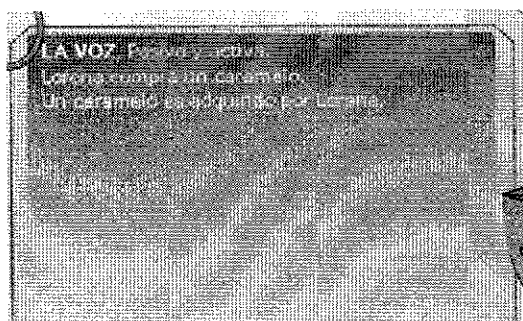 LA VOZ. Pasiva y activa.
Lorena compra un caramelo.
Un caramelo es adquirido por Lorena.